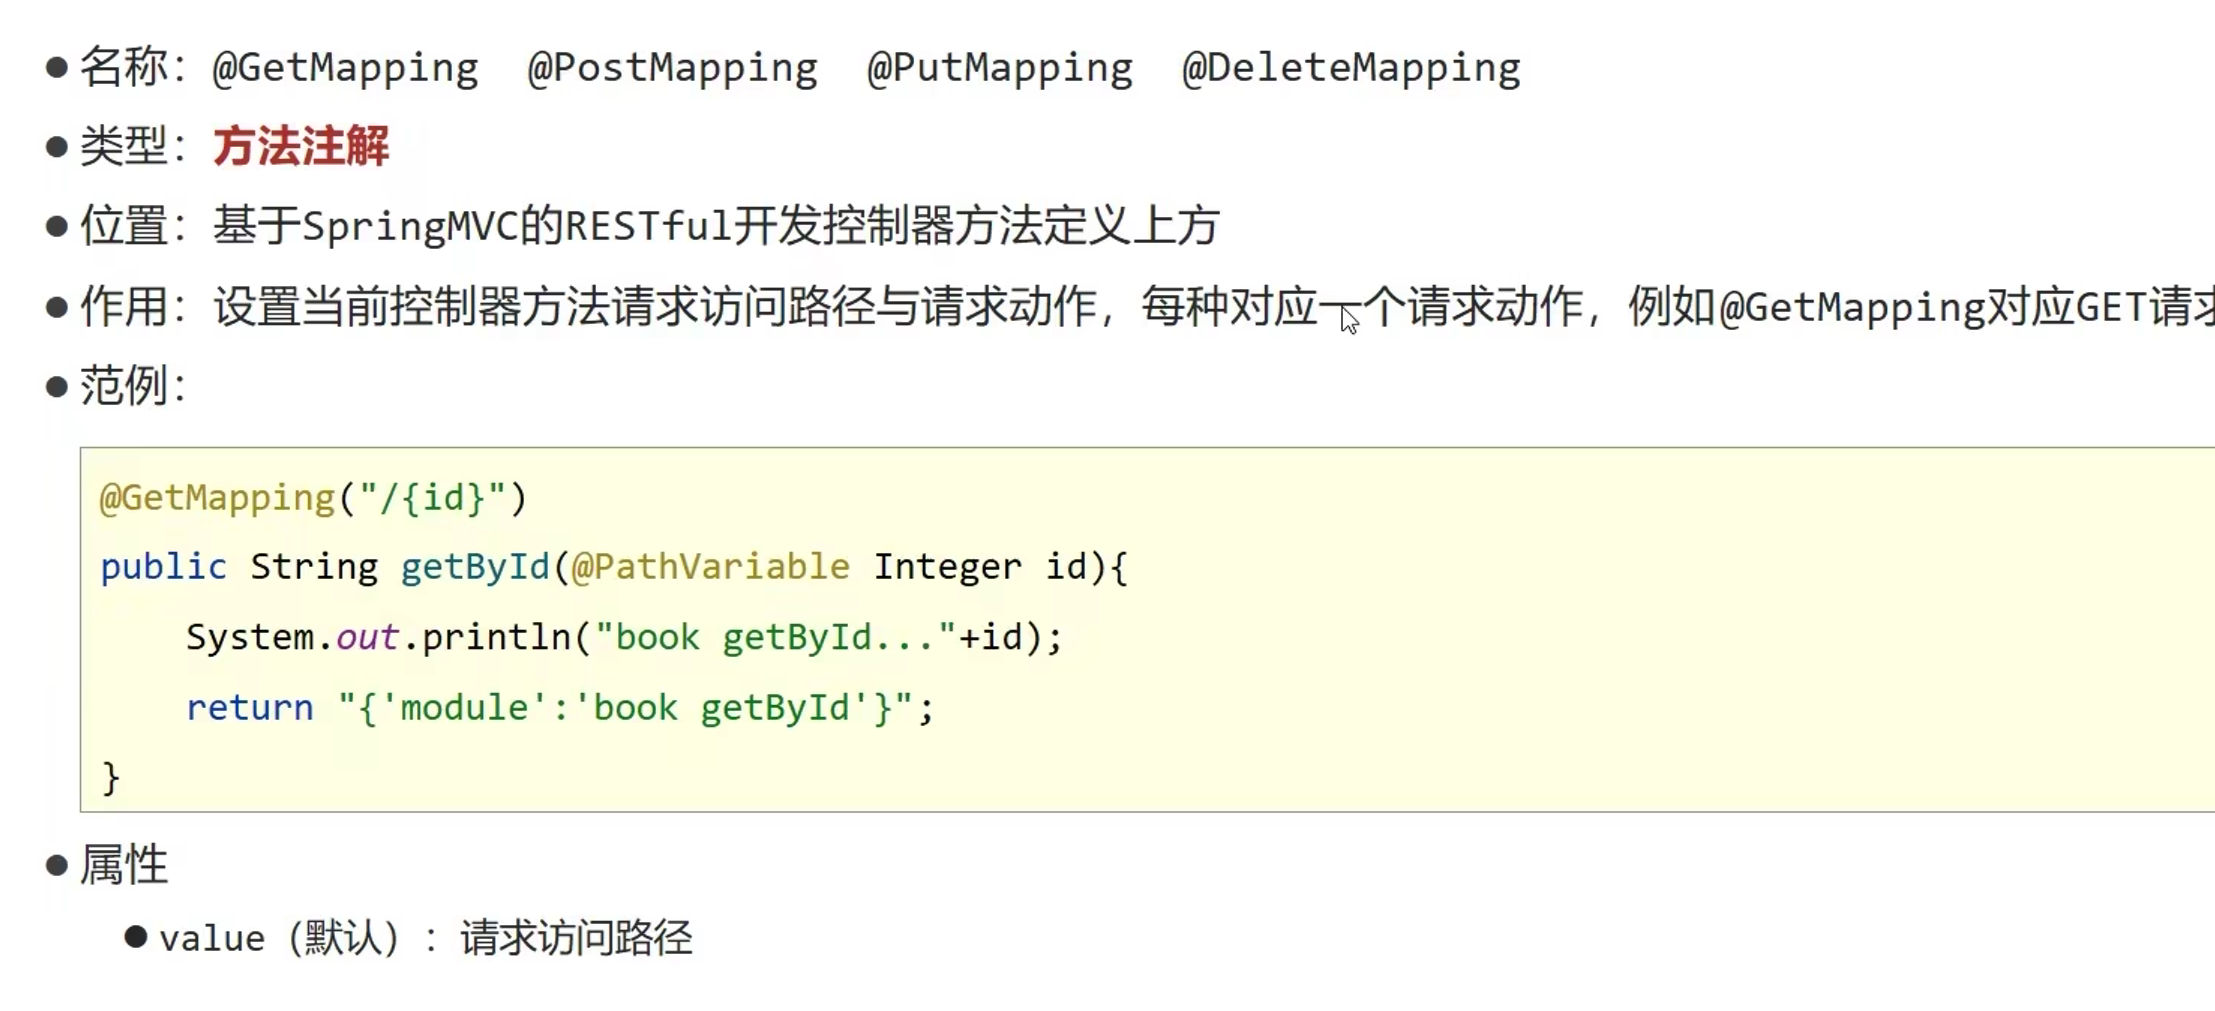 ● 名称：@GetMapping  @PostMapping  @PutMapping  @DeleteMapping
● 类型：方法注解
● 位置：基于SpringMVC的RESTful开发控制器方法定义上方
● 作用：设置当前控制器方法请求访问路径与请求动作，每种对应一个请求动作，例如@GetMapping对应GET请求
● 范例：
@GetMapping("/{id}")
public String getById(@PathVariable Integer id){
    System.out.println("book getById..."+id);
    return "{'module':'book getById'}";
}
● 属性
● value（默认）：请求访问路径